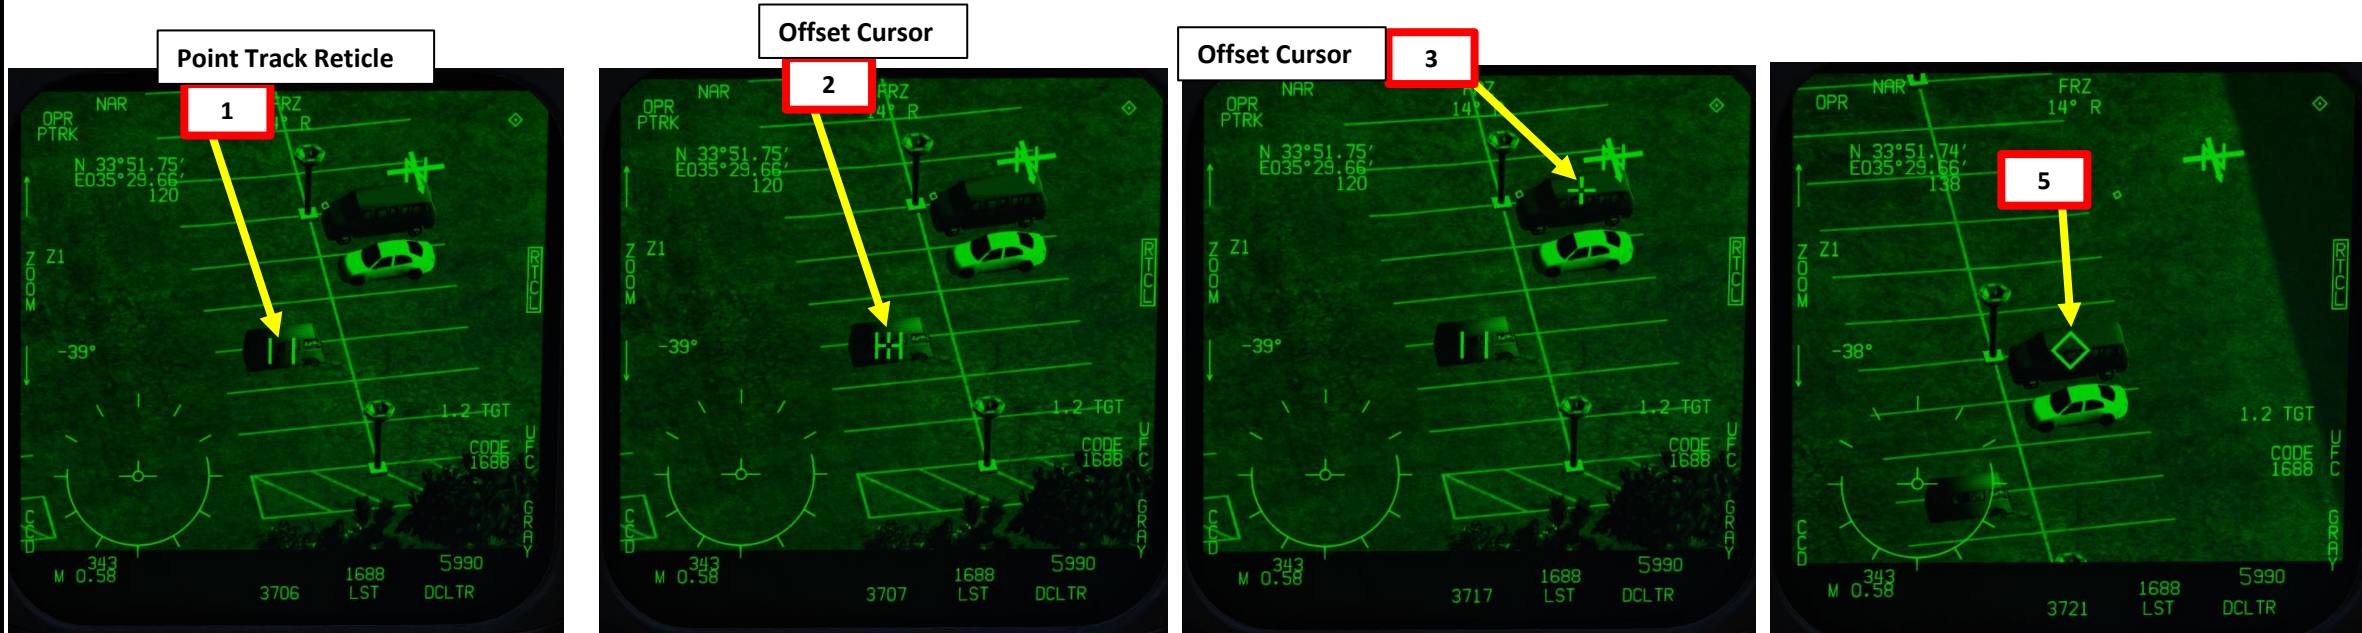 Point Track Reticle
1
NAR
FRZ
OPR
PTRK
4° R
N 33°51.75'
E035°29.66'
120
ZOOM
Z1
RTCL
-39°
1.2 TGT
CODE
1688
UFC
CCD
GRAY
343
M 0.58
5990
1688
3706
LST
DCLTR
Offset Cursor
2
NAR
FRZ
OPR
PTRK
14° R
N 33°51.75'
E035°29.66'
120
ZOOM
Z1
RTCL
-39°
1.2 TGT
CODE
1688
UFC
CCD
GRAY
343
M 0.58
5990
1688
3707
LST
DCLTR
Offset Cursor
3
NAR
FRZ
OPR
PTRK
14°
N 33°51.75'
E035°29.66'
120
ZOOM
Z1
RTCL
-39°
1.2 TGT
CODE
1688
UFC
CCD
GRAY
343
M 0.58
5990
1688
3717
LST
DCLTR
5
NAR
FRZ
OPR
14° R
N 33°51.74'
E035°29.66'
138
ZOOM
Z1
RTCL
-38°
1.2 TGT
CODE
1688
UFC
CCD
GRAY
343
M 0.58
5990
1688
3721
LST
DCLTR